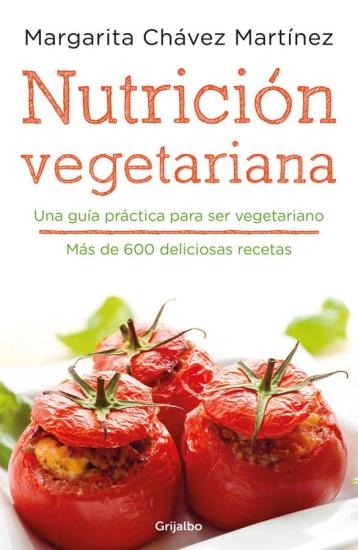 Margarita Chávez Martínez
Nutrición
vegetariana
Una guía práctica para ser vegetariano
Más de 600 deliciosas recetas
Grijalbo